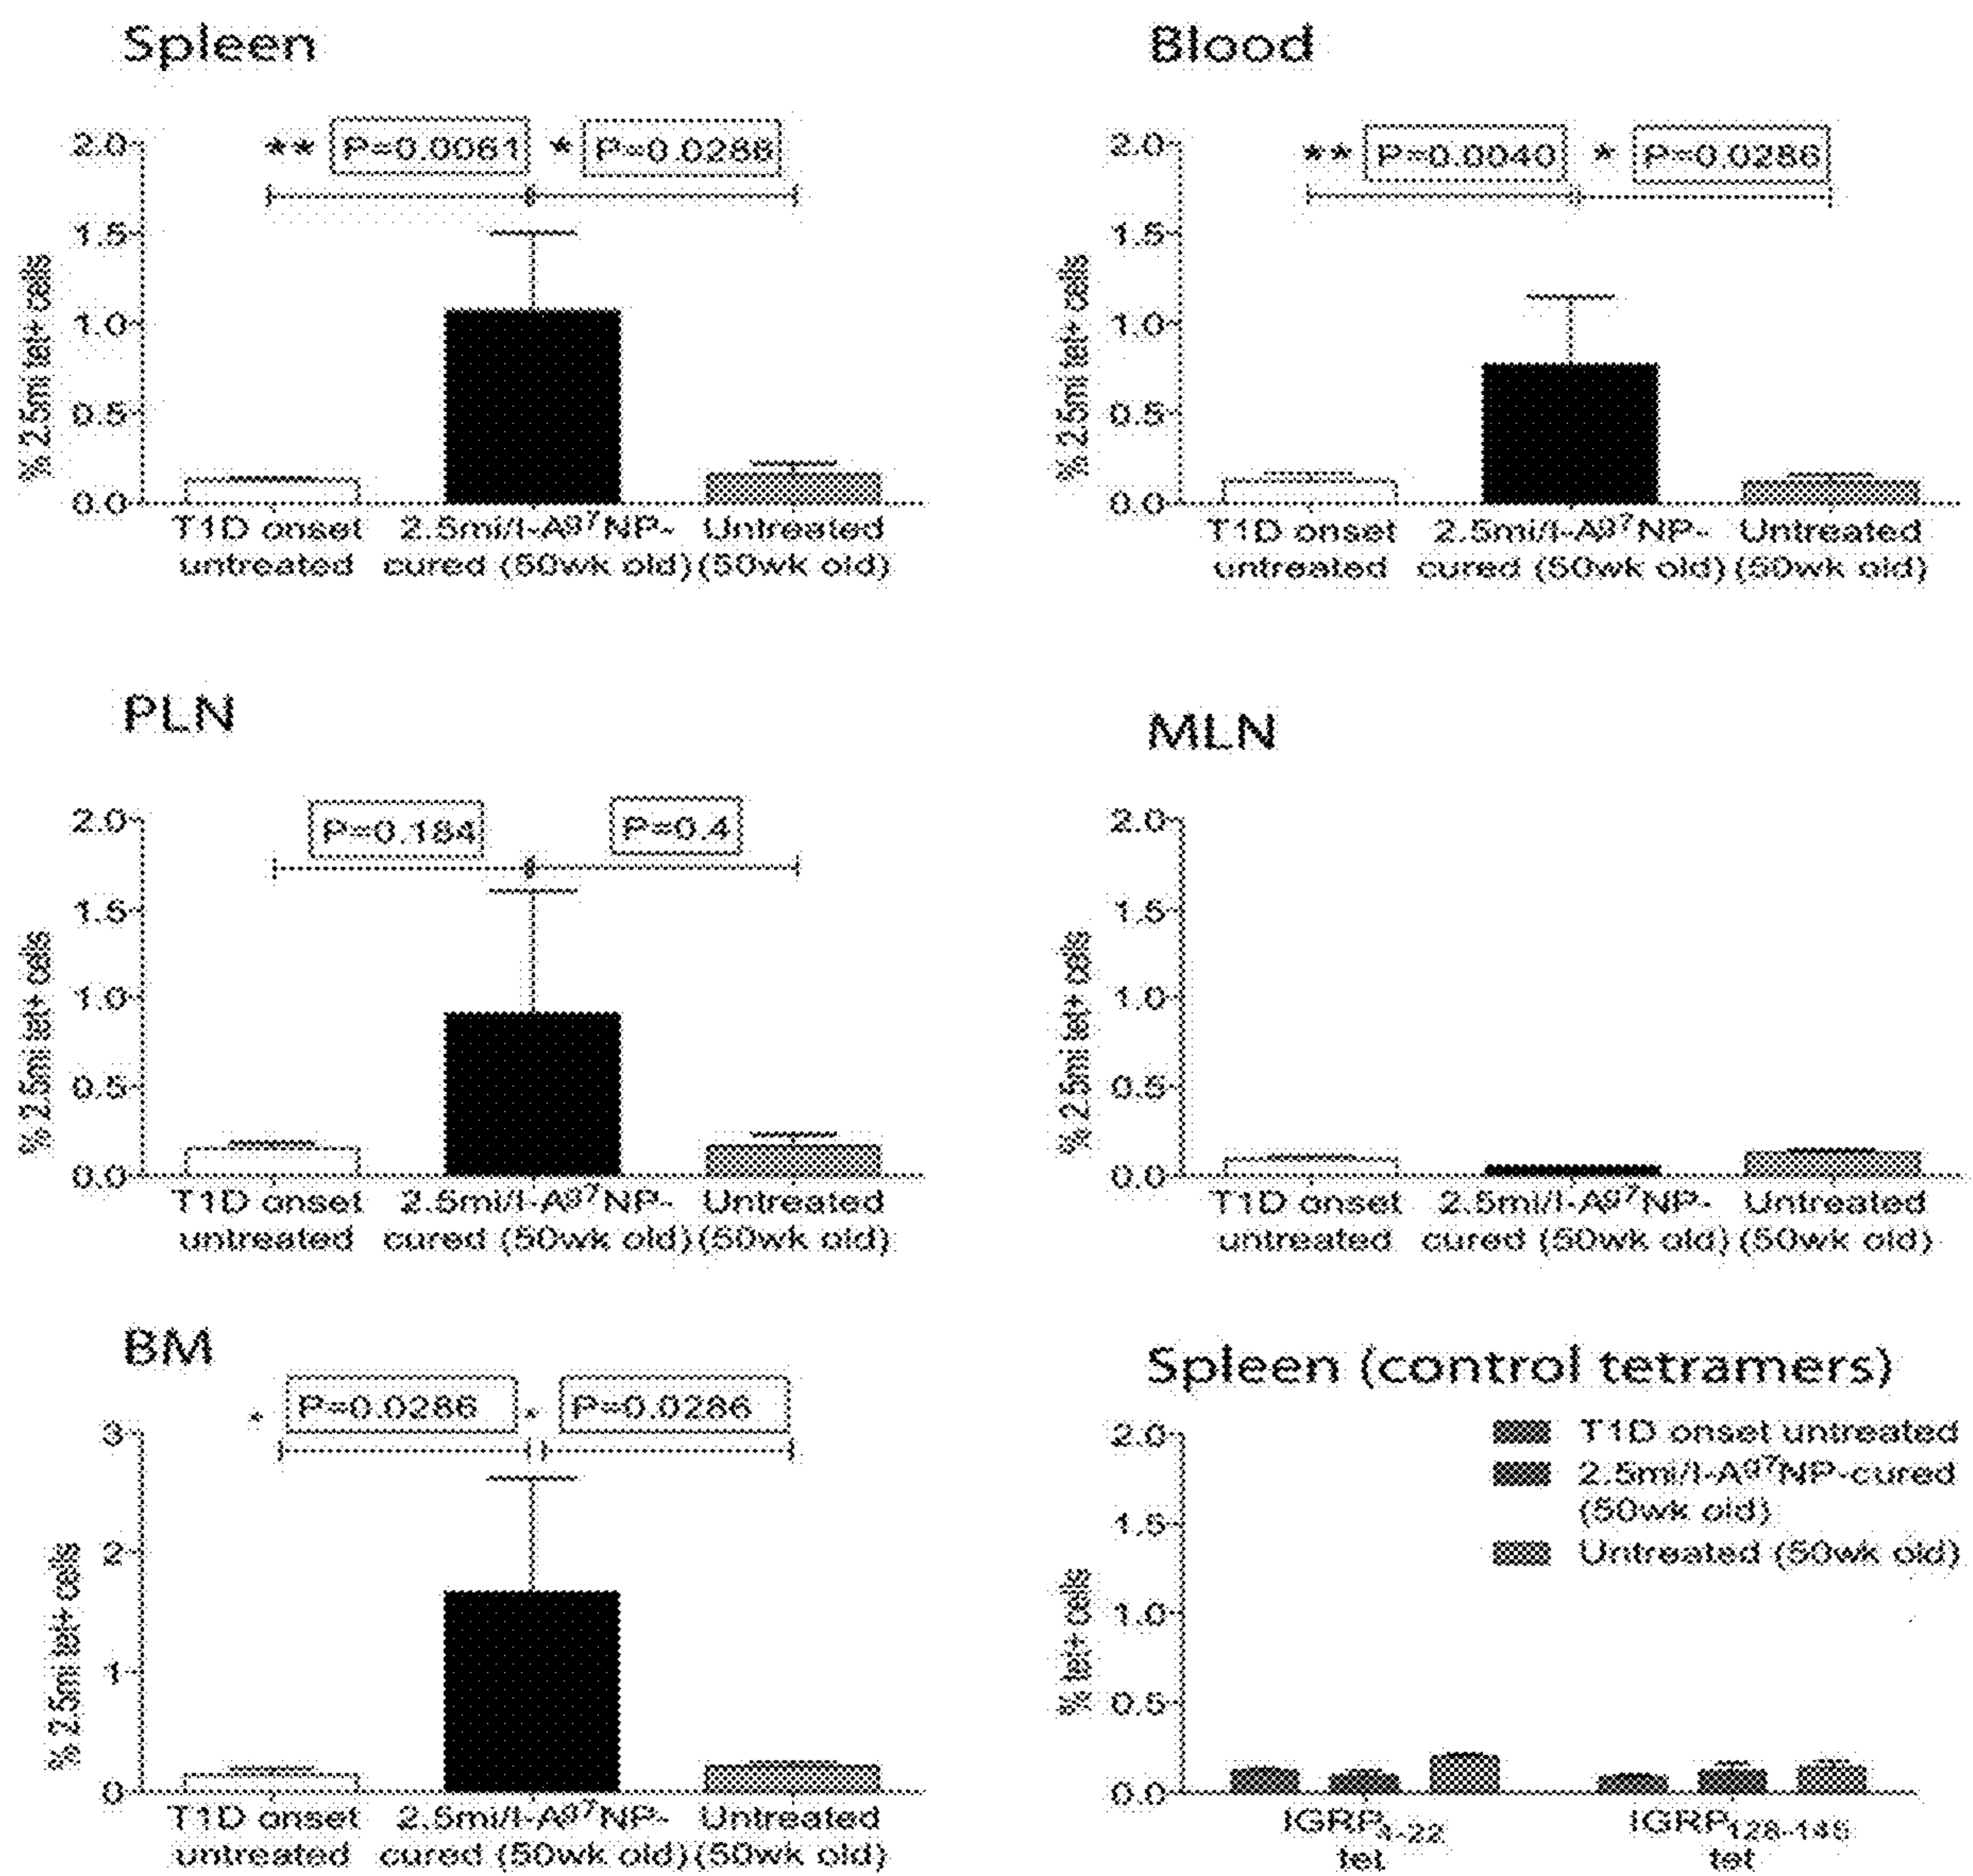 Spleen
** P=0.0061 * P=0.0286
2.0
1.5
1.0
0.5
0.0
% 2.5mi tet+ cells
T1D onset untreated
2.5mi/I-Ag7NP-cured (50wk old)
Untreated (50wk old)
Blood
** P=0.0040 * P=0.0286
2.0
1.5
1.0
0.5
0.0
% 2.5mi tet+ cells
T1D onset untreated
2.5mi/I-Ag7NP-cured (50wk old)
Untreated (50wk old)
PLN
P=0.184 P=0.4
2.0
1.5
1.0
0.5
0.0
% 2.5mi tet+ cells
T1D onset untreated
2.5mi/I-Ag7NP-cured (50wk old)
Untreated (50wk old)
MLN
2.0
1.5
1.0
0.5
0.0
% 2.5mi tet+ cells
T1D onset untreated
2.5mi/I-Ag7NP-cured (50wk old)
Untreated (50wk old)
BM
* P=0.0286 * P=0.0286
3
2
1
0
% 2.5mi tet+ cells
T1D onset untreated
2.5mi/I-Ag7NP-cured (50wk old)
Untreated (50wk old)
Spleen (control tetramers)
T1D onset untreated
2.5mi/I-Ag7NP-cured
(50wk old)
Untreated (50wk old)
2.0
1.5
1.0
0.5
0.0
% tet+ cells
IGRP3-22 tet
IGRP128-145 tet